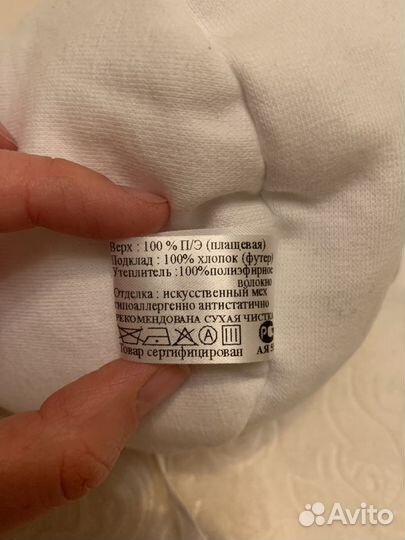 Верх : 100 % П/Э (плащевая)
Подклад : 100% хлопок (футер)
Утеплитель :100%полиэфирное
волокно
Отделка : искусственный мех
гипоаллергенно антистатично
РЕКОМЕНДОВАНА СУХАЯ ЧИСТКА
А
Товар сертифицирован
АЯ
Avito